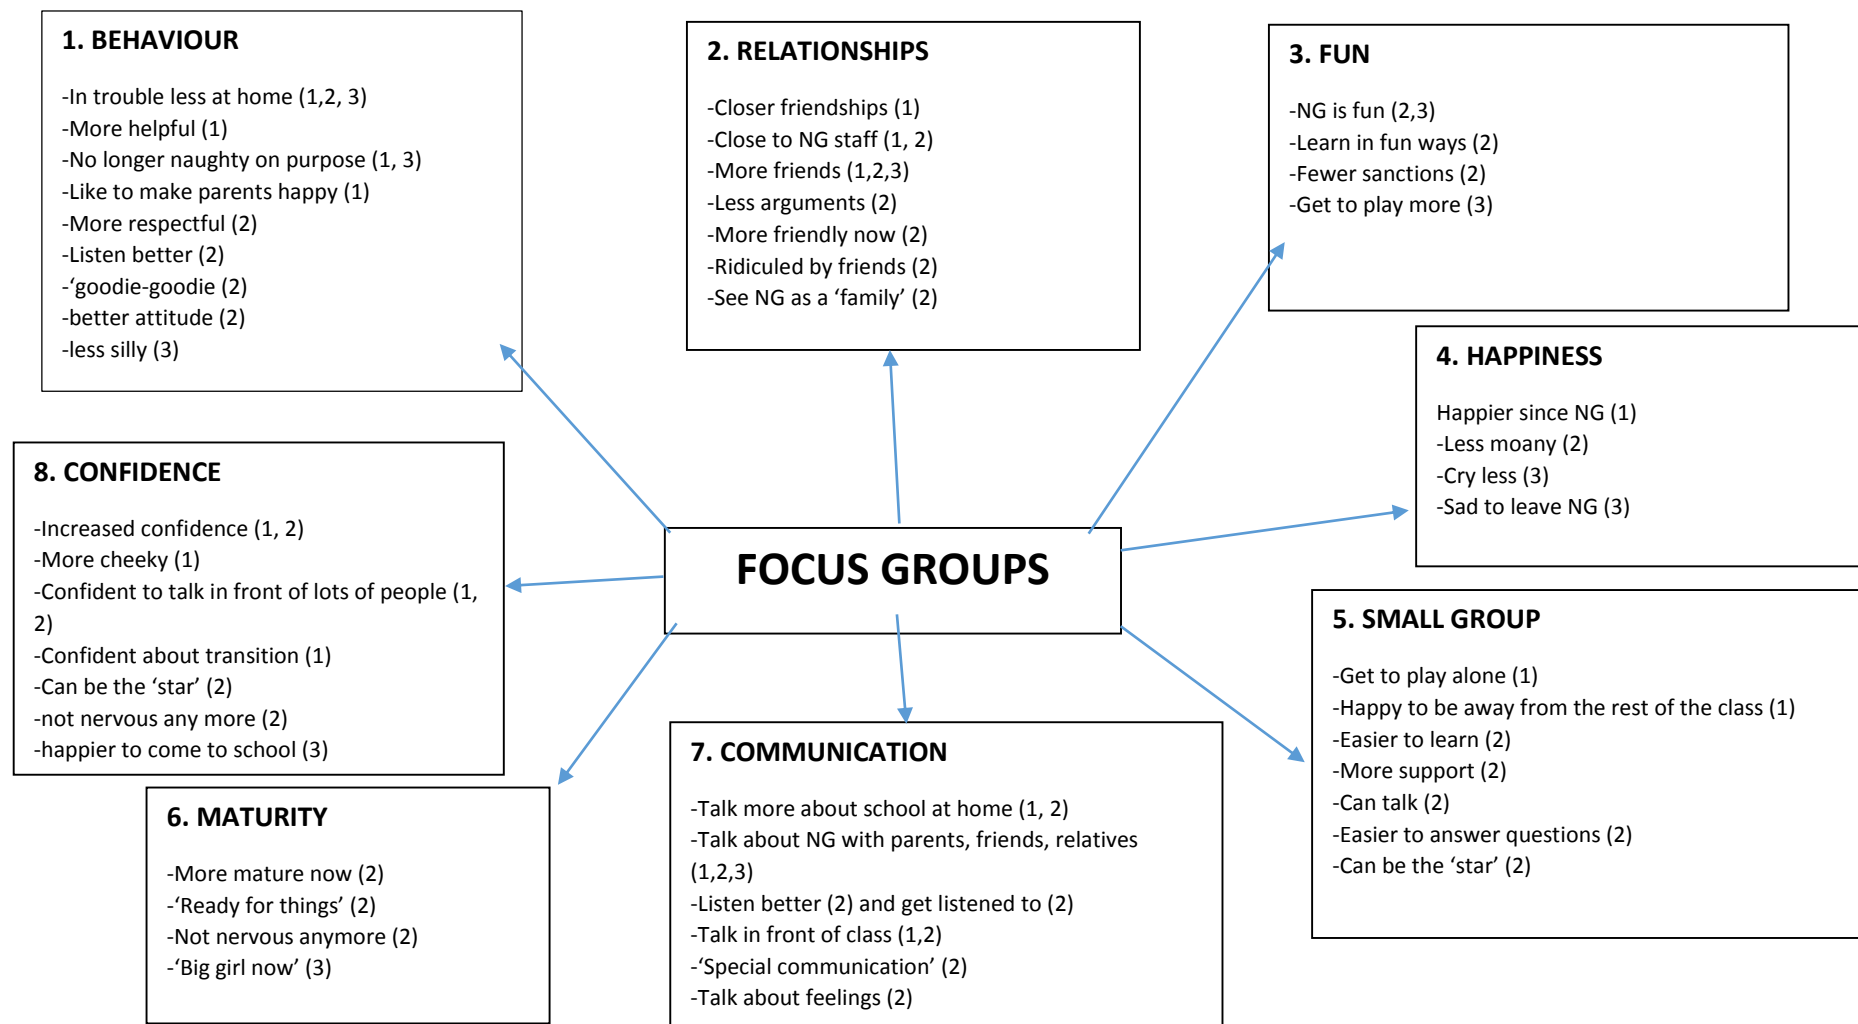 1. BEHAVIOUR
-In trouble less at home (1,2, 3)
-More helpful (1)
-No longer naughty on purpose (1, 3)
-Like to make parents happy (1)
-More respectful (2)
-Listen better (2)
-‘goodie-goodie (2)
-better attitude (2)
-less silly (3)
2. RELATIONSHIPS
-Closer friendships (1)
-Close to NG staff (1, 2)
-More friends (1,2,3)
-Less arguments (2)
-More friendly now (2)
-Ridiculed by friends (2)
-See NG as a ‘family’ (2)
3. FUN
-NG is fun (2,3)
-Learn in fun ways (2)
-Fewer sanctions (2)
-Get to play more (3)
4. HAPPINESS
Happier since NG (1)
-Less moany (2)
-Cry less (3)
-Sad to leave NG (3)
8. CONFIDENCE
-Increased confidence (1, 2)
-More cheeky (1)
-Confident to talk in front of lots of people (1,
2)
-Confident about transition (1)
-Can be the ‘star’ (2)
-not nervous any more (2)
-happier to come to school (3)
FOCUS GROUPS
5. SMALL GROUP
-Get to play alone (1)
-Happy to be away from the rest of the class (1)
-Easier to learn (2)
-More support (2)
-Can talk (2)
-Easier to answer questions (2)
-Can be the ‘star’ (2)
6. MATURITY
-More mature now (2)
-‘Ready for things’ (2)
-Not nervous anymore (2)
-‘Big girl now’ (3)
7. COMMUNICATION
-Talk more about school at home (1, 2)
-Talk about NG with parents, friends, relatives
(1,2,3)
-Listen better (2) and get listened to (2)
-Talk in front of class (1,2)
-‘Special communication’ (2)
-Talk about feelings (2)